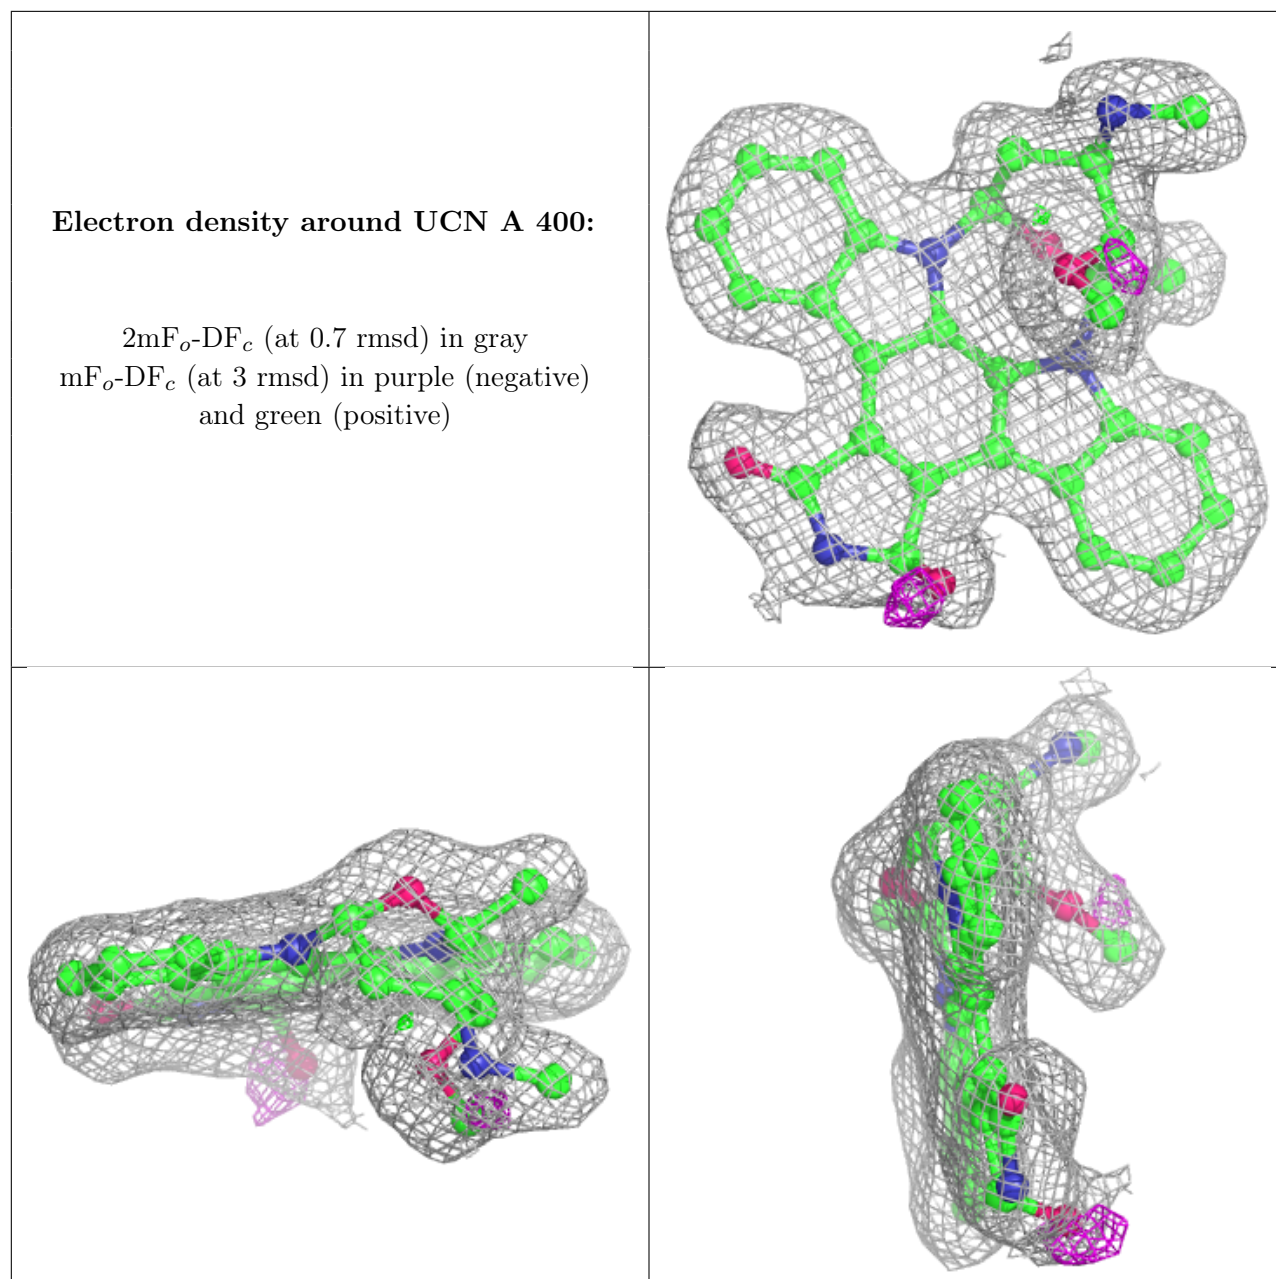 Electron density around UCN A 400:
2mFo-DFc (at 0.7 rmsd) in gray
mFo-DFc (at 3 rmsd) in purple (negative)
and green (positive)